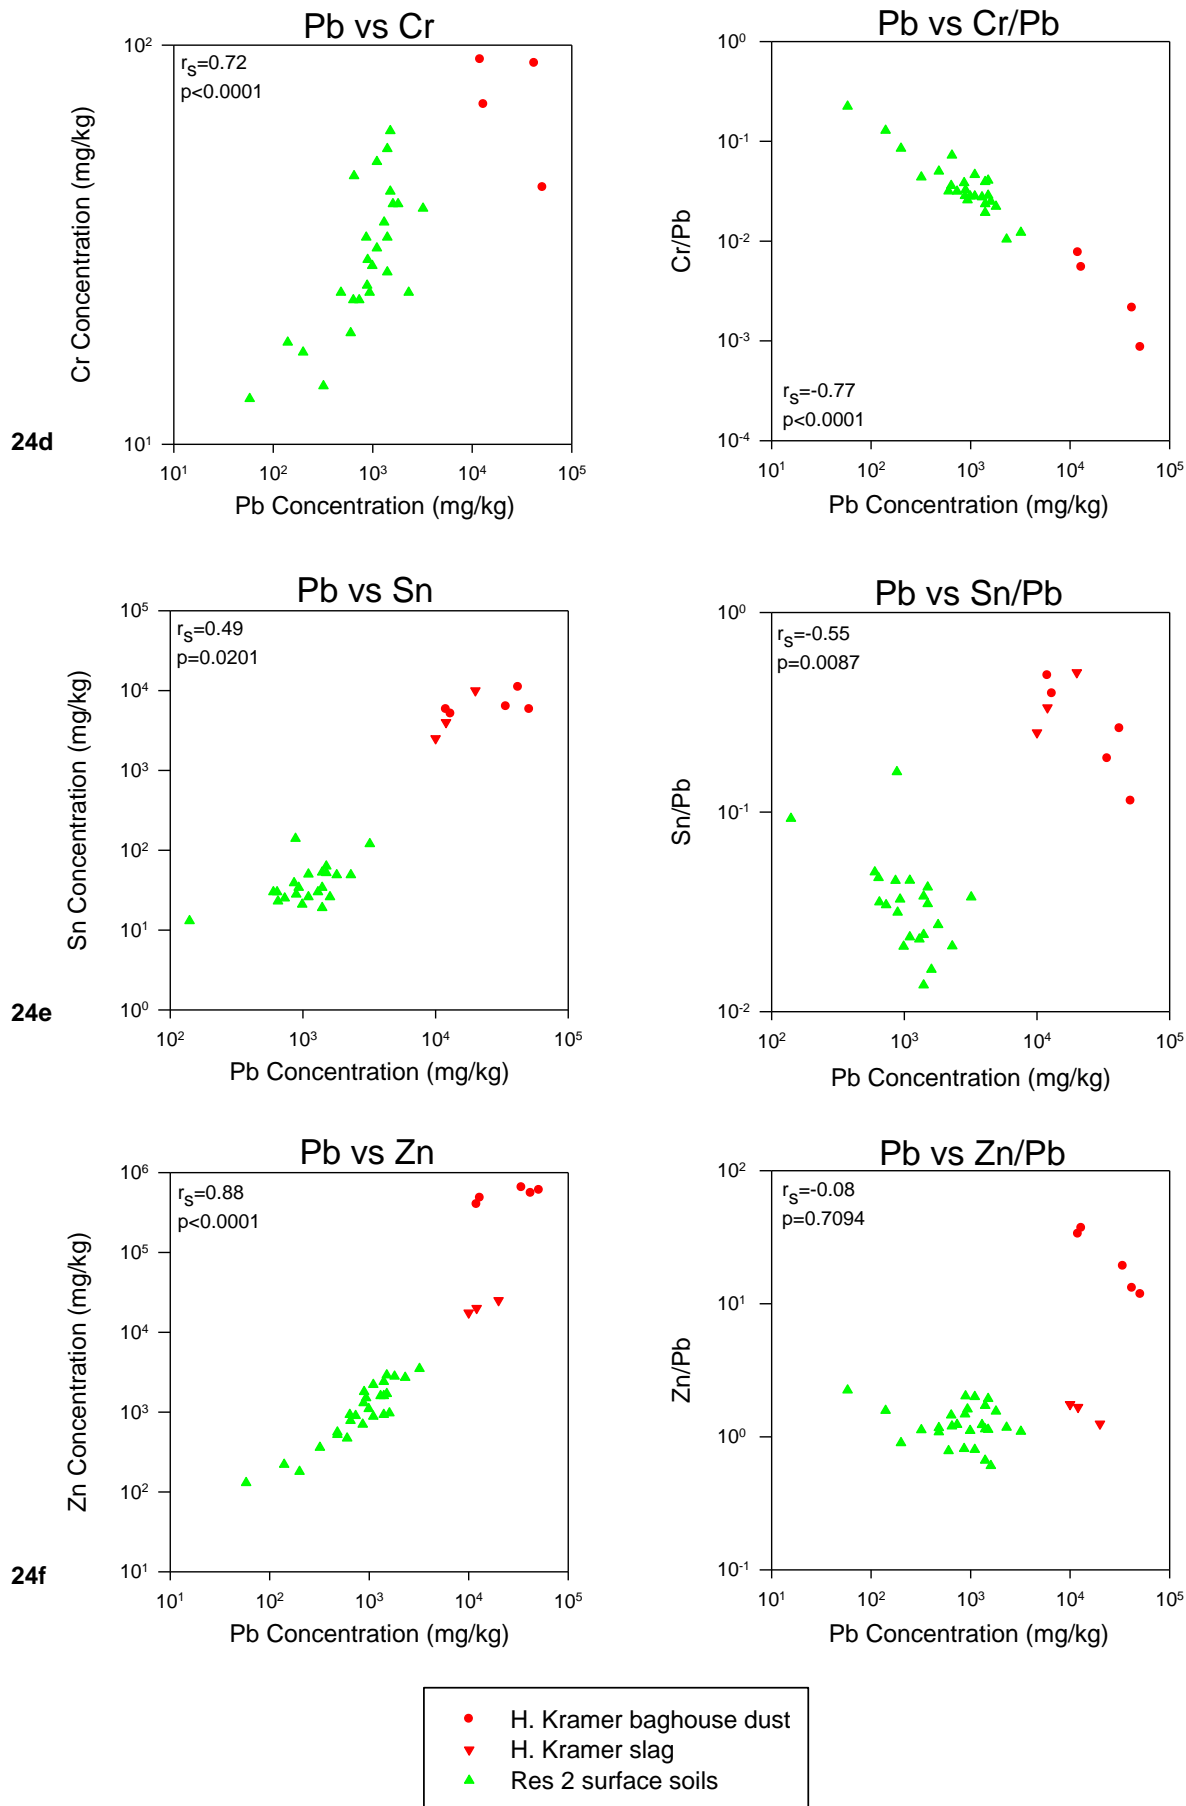 Pb vs Cr
r_S=0.72
p<0.0001
Cr Concentration (mg/kg)
10²
10¹
10¹ 10² 10³ 10⁴ 10⁵
Pb Concentration (mg/kg)
24d
Pb vs Cr/Pb
r_S=-0.77
p<0.0001
Cr/Pb
10⁰
10⁻¹
10⁻²
10⁻³
10⁻⁴
10¹ 10² 10³ 10⁴ 10⁵
Pb Concentration (mg/kg)
Pb vs Sn
r_S=0.49
p=0.0201
Sn Concentration (mg/kg)
10⁵
10⁴
10³
10²
10¹
10⁰
10² 10³ 10⁴ 10⁵
Pb Concentration (mg/kg)
24e
Pb vs Sn/Pb
r_S=-0.55
p=0.0087
Sn/Pb
10⁰
10⁻¹
10⁻²
10² 10³ 10⁴ 10⁵
Pb Concentration (mg/kg)
Pb vs Zn
r_S=0.88
p<0.0001
Zn Concentration (mg/kg)
10⁶
10⁵
10⁴
10³
10²
10¹
10¹ 10² 10³ 10⁴ 10⁵
Pb Concentration (mg/kg)
24f
Pb vs Zn/Pb
r_S=-0.08
p=0.7094
Zn/Pb
10²
10¹
10⁰
10⁻¹
10¹ 10² 10³ 10⁴ 10⁵
Pb Concentration (mg/kg)
H. Kramer baghouse dust
H. Kramer slag
Res 2 surface soils